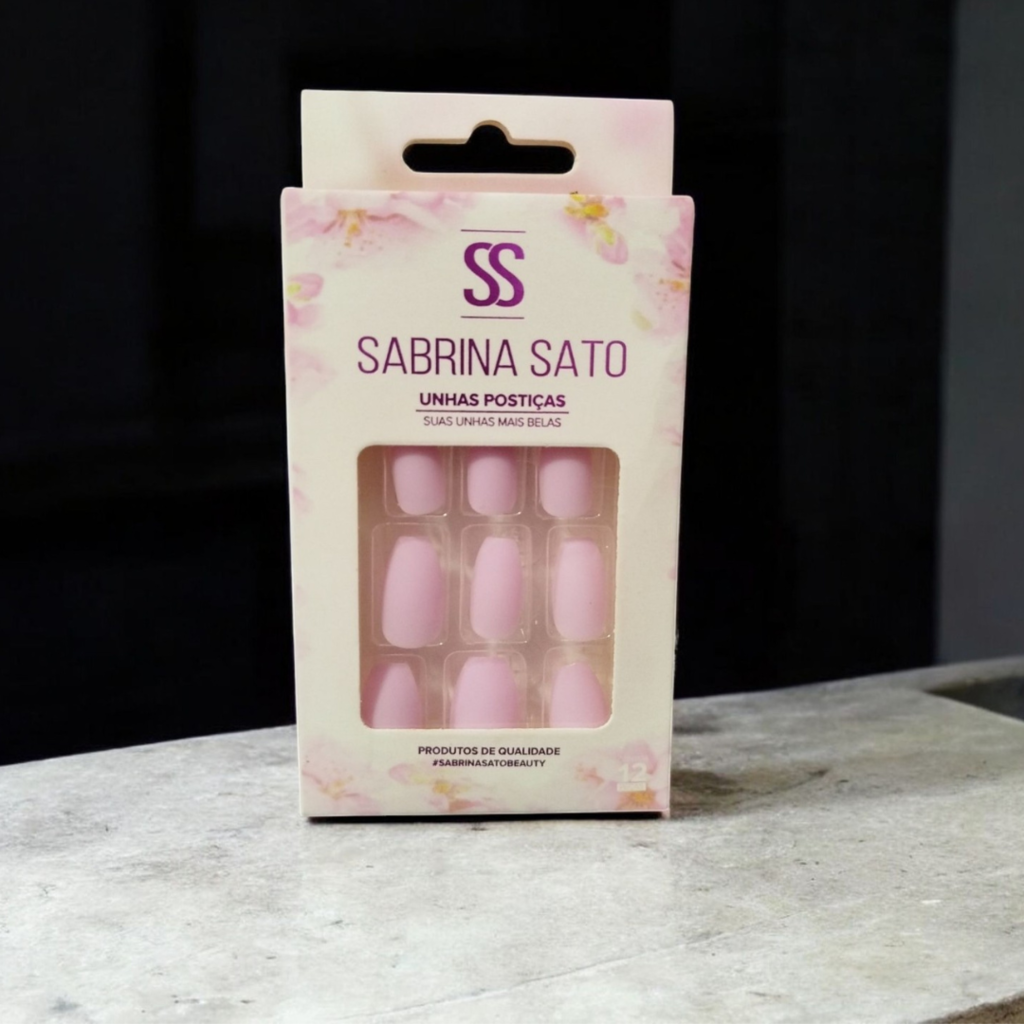 SS
SABRINA SATO
UNHAS POSTIÇAS
SUAS UNHAS MAIS BELAS
PRODUTOS DE QUALIDADE
#SABRINASATOBEAUTY
12